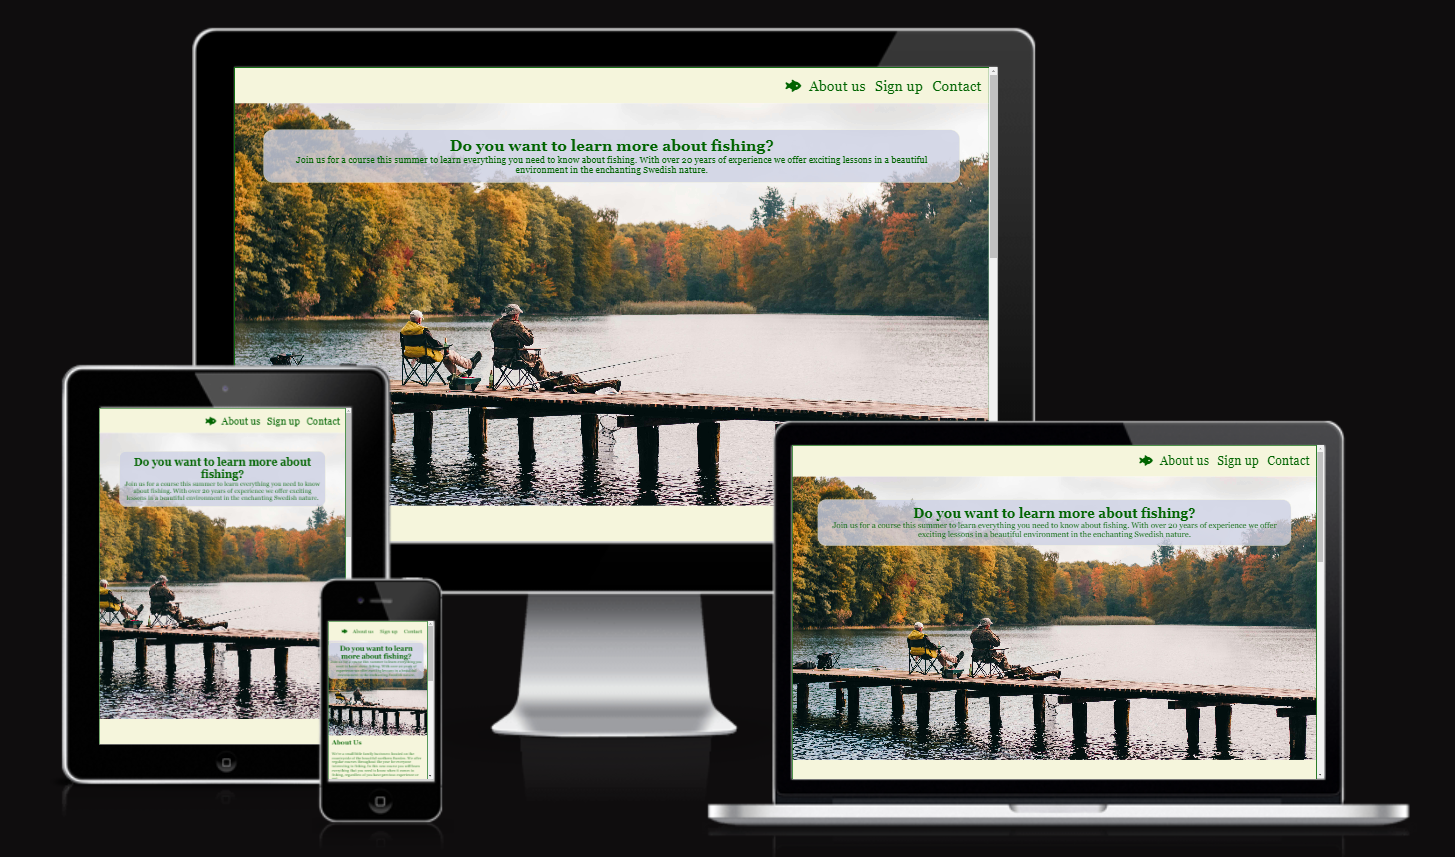 About us Sign up Contact
Do you want to learn more about fishing?
Join us for a course this summer to learn everything you need to know about fishing. With over 20 years of experience we offer exciting lessons in a beautiful
environment in the enchanting Swedish nature.
About us Sign up Contact
Do you want to learn more about
fishing?
Join us for a course this summer to learn everything you need to know
about fishing. With over 20 years of experience we offer exciting
lessons in a beautiful environment in the enchanting Swedish nature.
About us Sign up Contact
Do you want to learn
more about fishing?
About Us
About us Sign up Contact
Do you want to learn more about fishing?
Join us for a course this summer to learn everything you need to know about fishing. With over 20 years of experience we offer
exciting lessons in a beautiful environment in the enchanting Swedish nature.